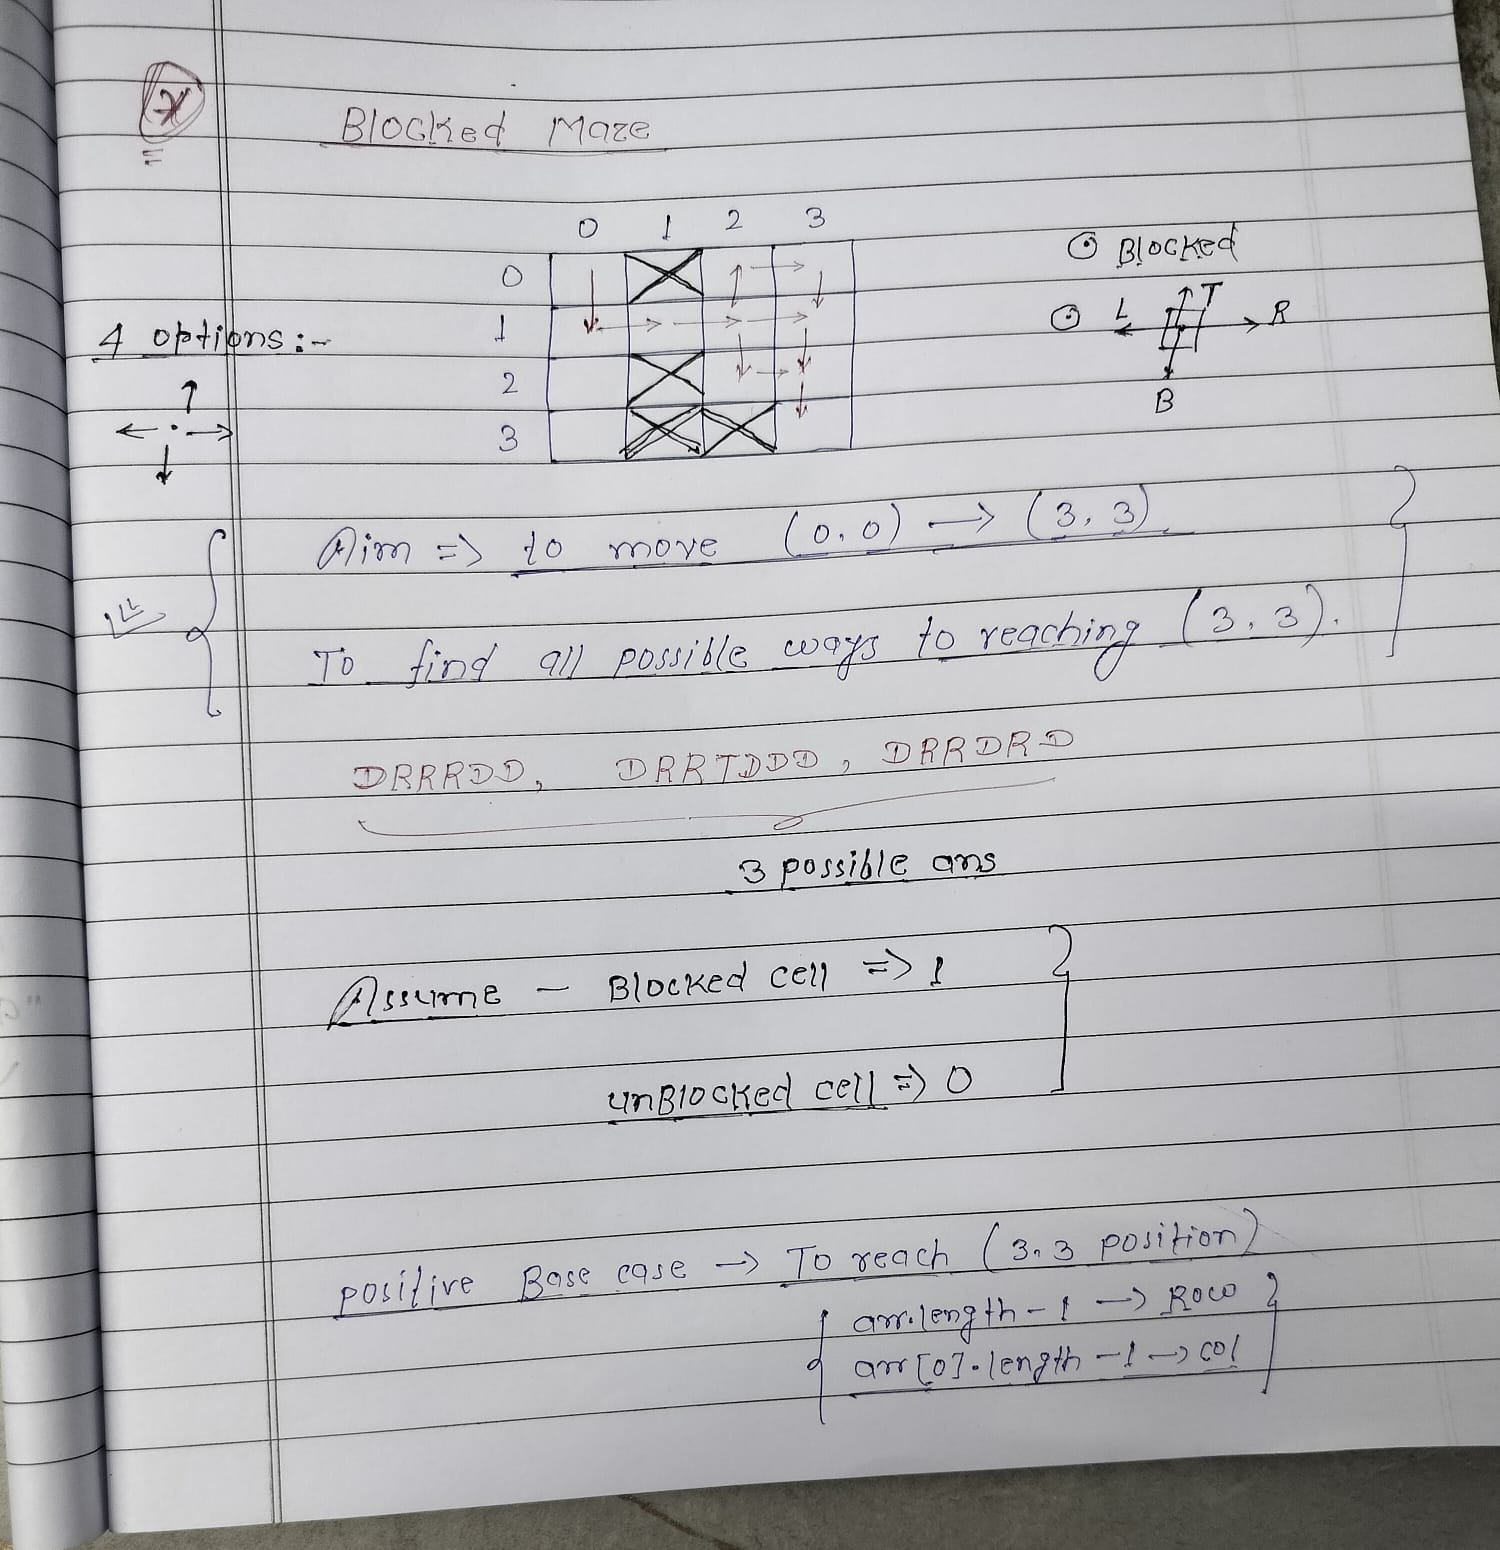 Blocked Maze
0 1 2 3
0
1
2
3
Blocked
L T R
B
4 options :-
Aim => to move (0,0) -> (3,3)
To find all possible ways to reaching (3,3).
DRRRDD, DRRTDDD, DRRDRD
3 possible ans
Assume - Blocked cell => 1
unBlocked cell => 0
positive Base case -> To reach (3,3 position)
arr.length-1 -> Row
arr[0].length-1 -> col